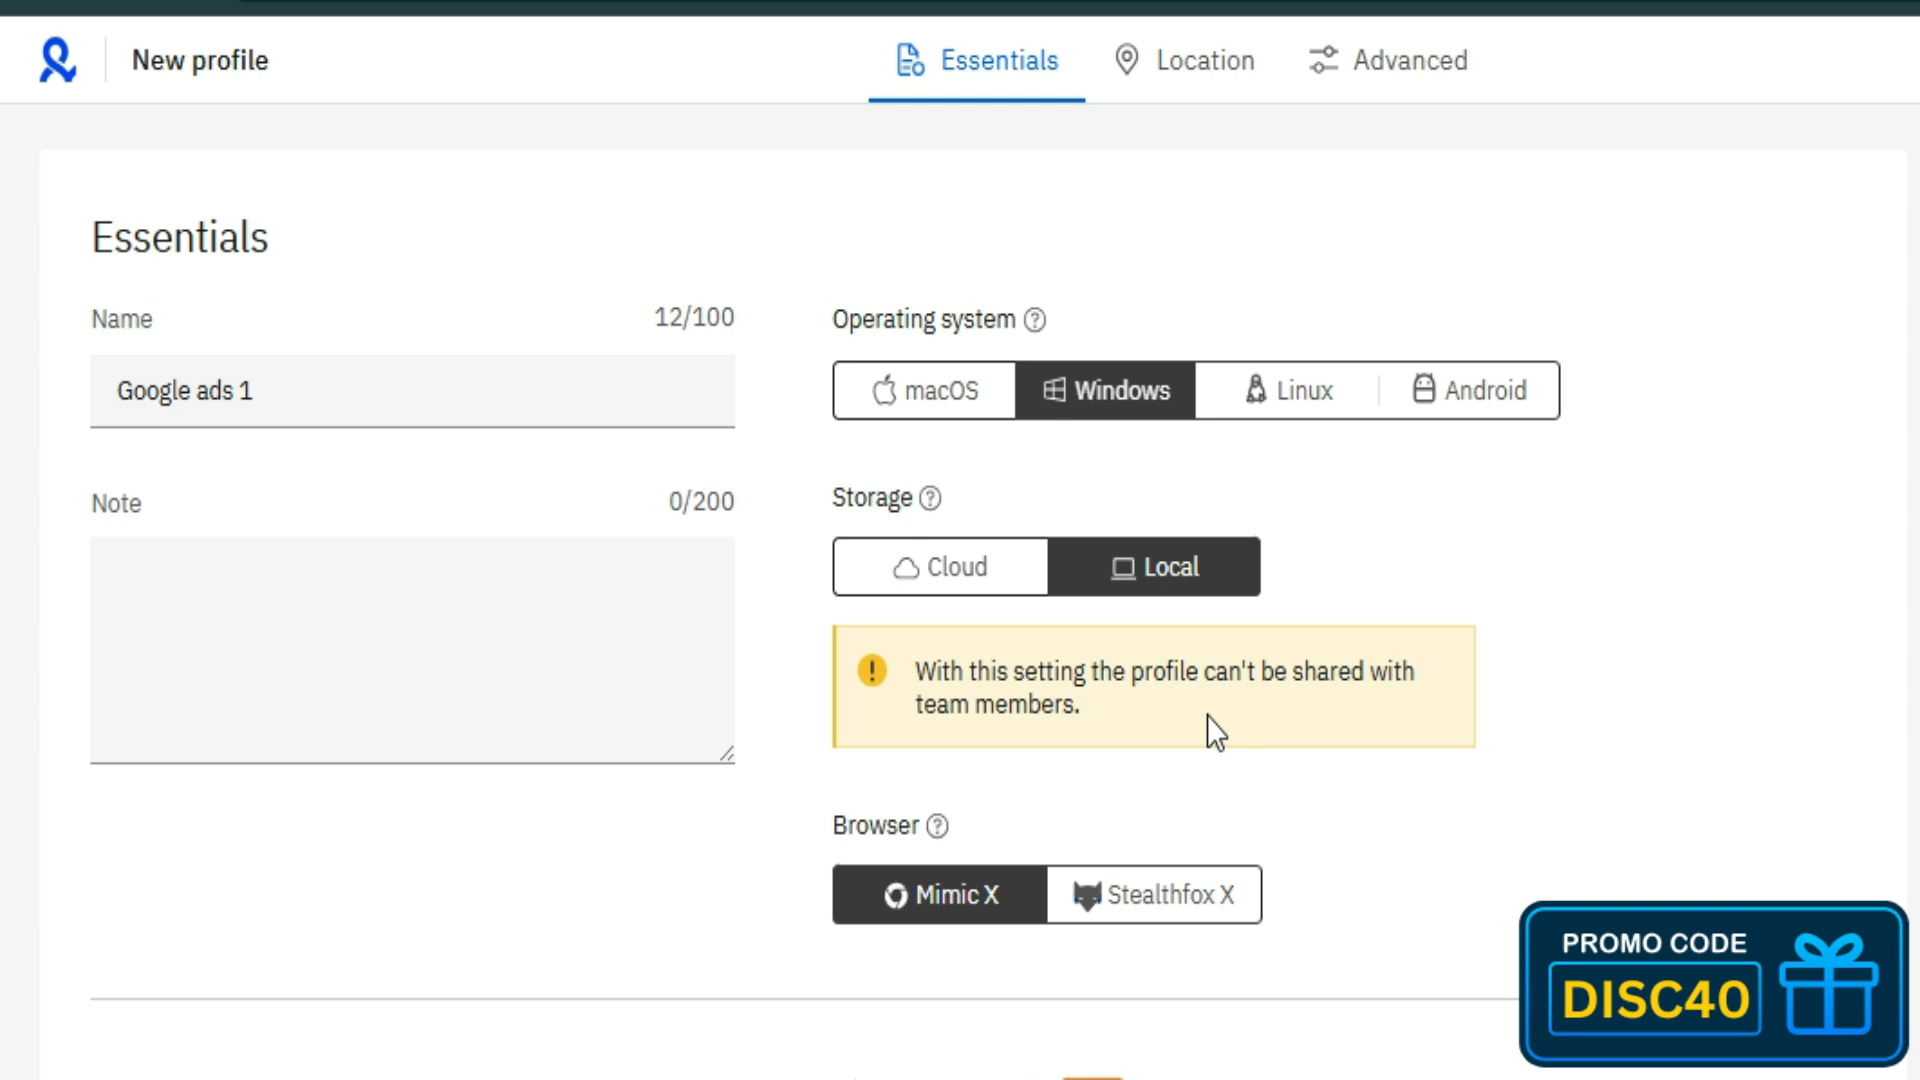 New profile
Essentials
Location
Advanced
Essentials
Name
12/100
Google ads 1
Note
0/200
Operating system
macOS
Windows
Linux
Android
Storage
Cloud
Local
With this setting the profile can't be shared with
team members.
Browser
Mimic X
Stealthfox X
PROMO CODE
DISC40